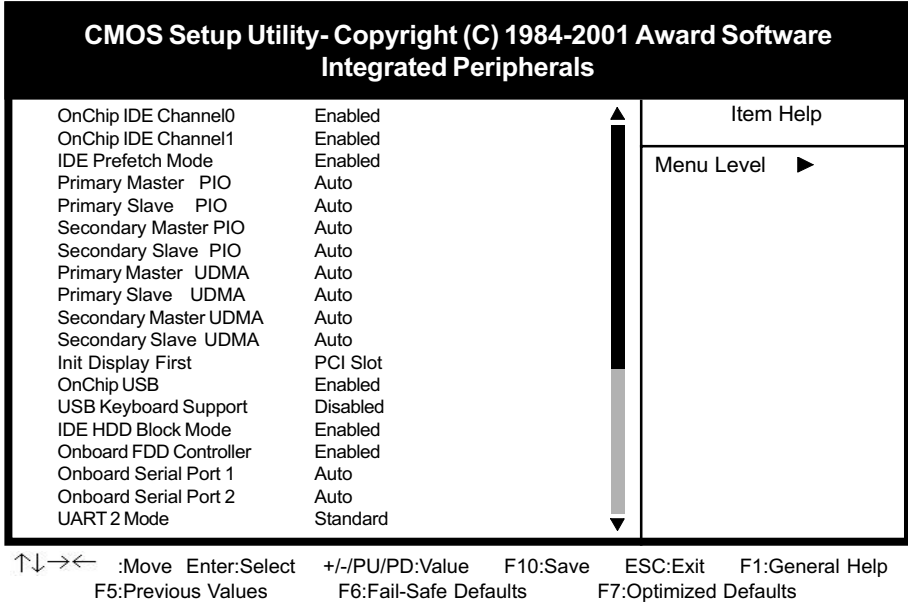 CMOS Setup Utility- Copyright (C) 1984-2001 Award Software
Integrated Peripherals
OnChip IDE Channel0 Enabled
OnChip IDE Channel1 Enabled
IDE Prefetch Mode Enabled
Primary Master PIO Auto
Primary Slave PIO Auto
Secondary Master PIO Auto
Secondary Slave PIO Auto
Primary Master UDMA Auto
Primary Slave UDMA Auto
Secondary Master UDMA Auto
Secondary Slave UDMA Auto
Init Display First PCI Slot
OnChip USB Enabled
USB Keyboard Support Disabled
IDE HDD Block Mode Enabled
Onboard FDD Controller Enabled
Onboard Serial Port 1 Auto
Onboard Serial Port 2 Auto
UART 2 Mode Standard
Item Help
Menu Level ►
↑↓→← :Move Enter:Select +/-/PU/PD:Value F10:Save ESC:Exit F1:General Help
F5:Previous Values F6:Fail-Safe Defaults F7:Optimized Defaults